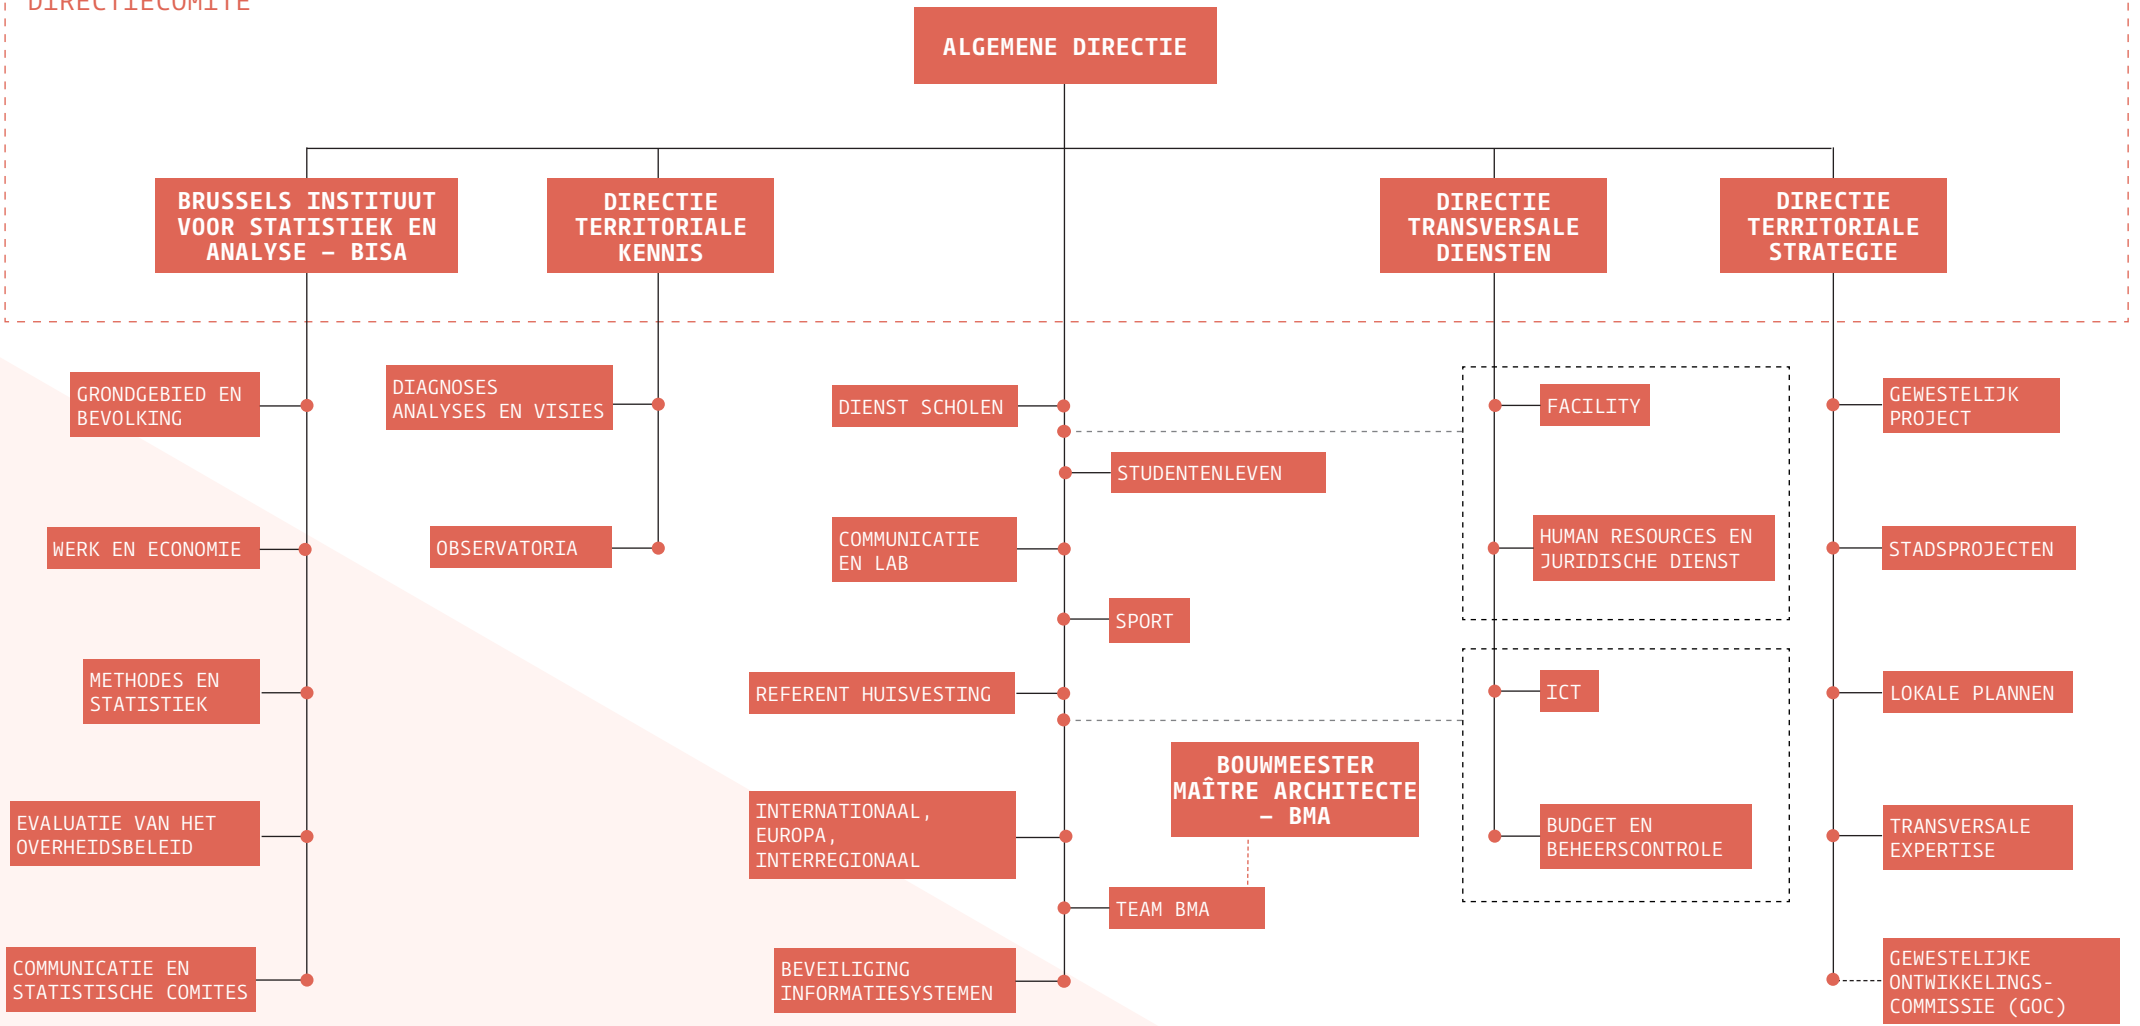 DIRECTIECOMITÉ
ALGEMENE DIRECTIE
BRUSSELS INSTITUUT
VOOR STATISTIEK EN
ANALYSE – BISA
DIRECTIE
TERRITORIALE
KENNIS
DIRECTIE
TRANSVERSALE
DIENSTEN
DIRECTIE
TERRITORIALE
STRATEGIE
GRONDGEBIED EN
BEVOLKING
WERK EN ECONOMIE
METHODES EN
STATISTIEK
EVALUATIE VAN HET
OVERHEIDSBELEID
COMMUNICATIE EN
STATISTISCHE COMITES
DIAGNOSES
ANALYSES EN VISIES
OBSERVATORIA
DIENST SCHOLEN
STUDENTENLEVEN
COMMUNICATIE
EN LAB
SPORT
REFERENT HUISVESTING
INTERNATIONAAL,
EUROPA,
INTERREGIONAAL
BOUWMEESTER
MAÎTRE ARCHITECTE
– BMA
TEAM BMA
BEVEILIGING
INFORMATIESYSTEMEN
FACILITY
HUMAN RESOURCES EN
JURIDISCHE DIENST
ICT
BUDGET EN
BEHEERSCONTROLE
GEWESTELIJK
PROJECT
STADSPROJECTEN
LOKALE PLANNEN
TRANSVERSALE
EXPERTISE
GEWESTELIJKE
ONTWIKKELINGS-
COMMISSIE (GOC)